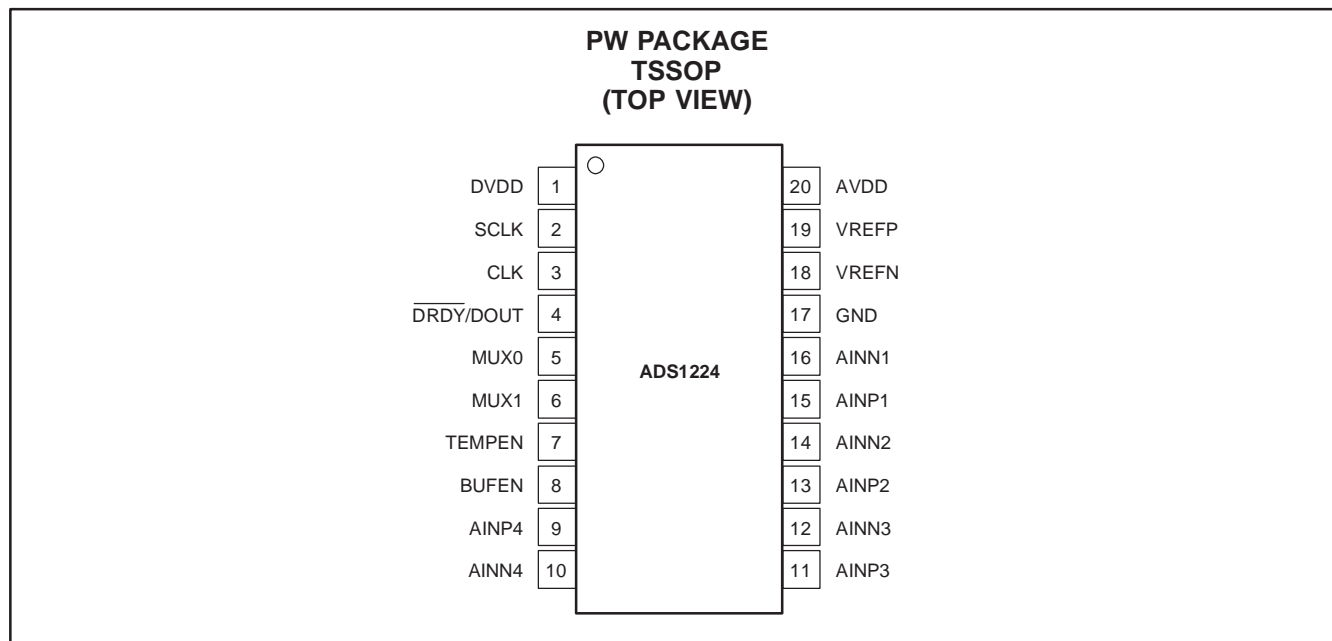 PW PACKAGE
TSSOP
(TOP VIEW)
DVDD 1 20 AVDD
SCLK 2 19 VREFP
CLK 3 18 VREFN
DRDY/DOUT 4 17 GND
MUX0 5 16 AINN1
ADS1224
MUX1 6 15 AINP1
TEMPEN 7 14 AINN2
BUFEN 8 13 AINP2
AINP4 9 12 AINN3
AINN4 10 11 AINP3